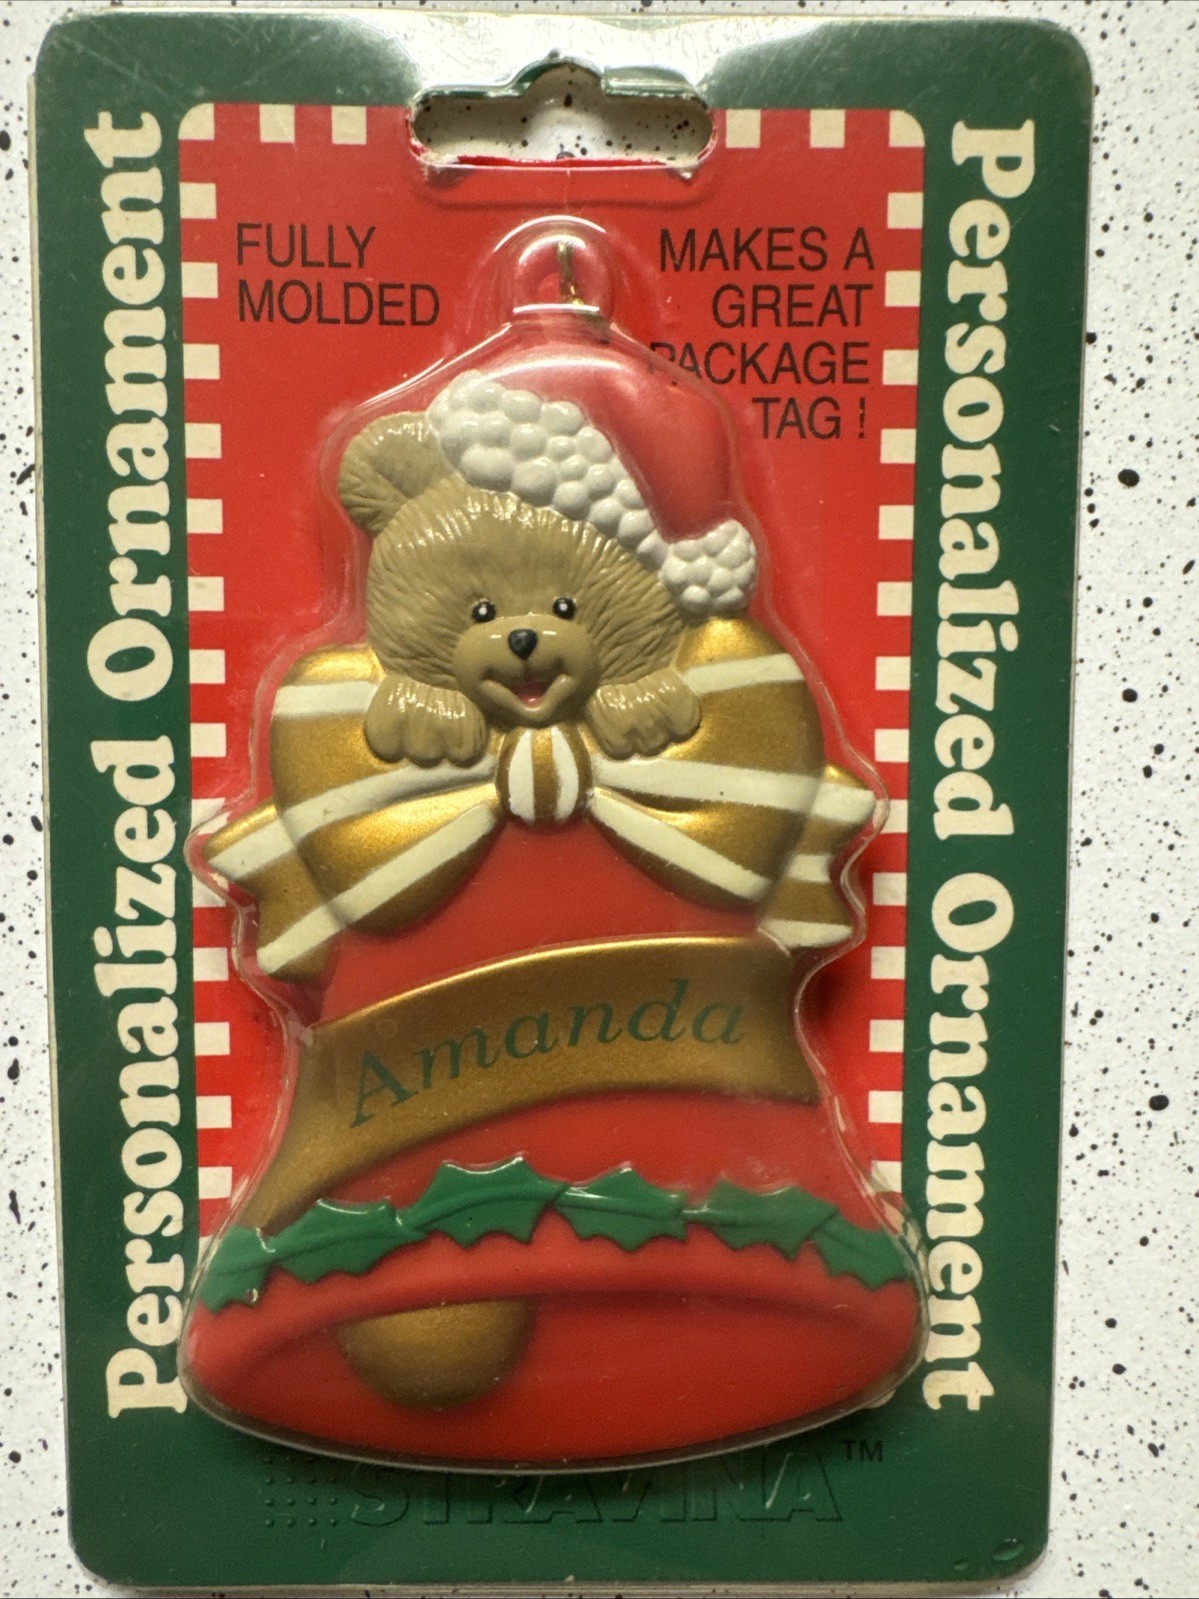 Personalized Ornament
FULLY
MOLDED
MAKES A
GREAT
PACKAGE
TAG !
Personalized Ornament
Amanda
STRAVINA™